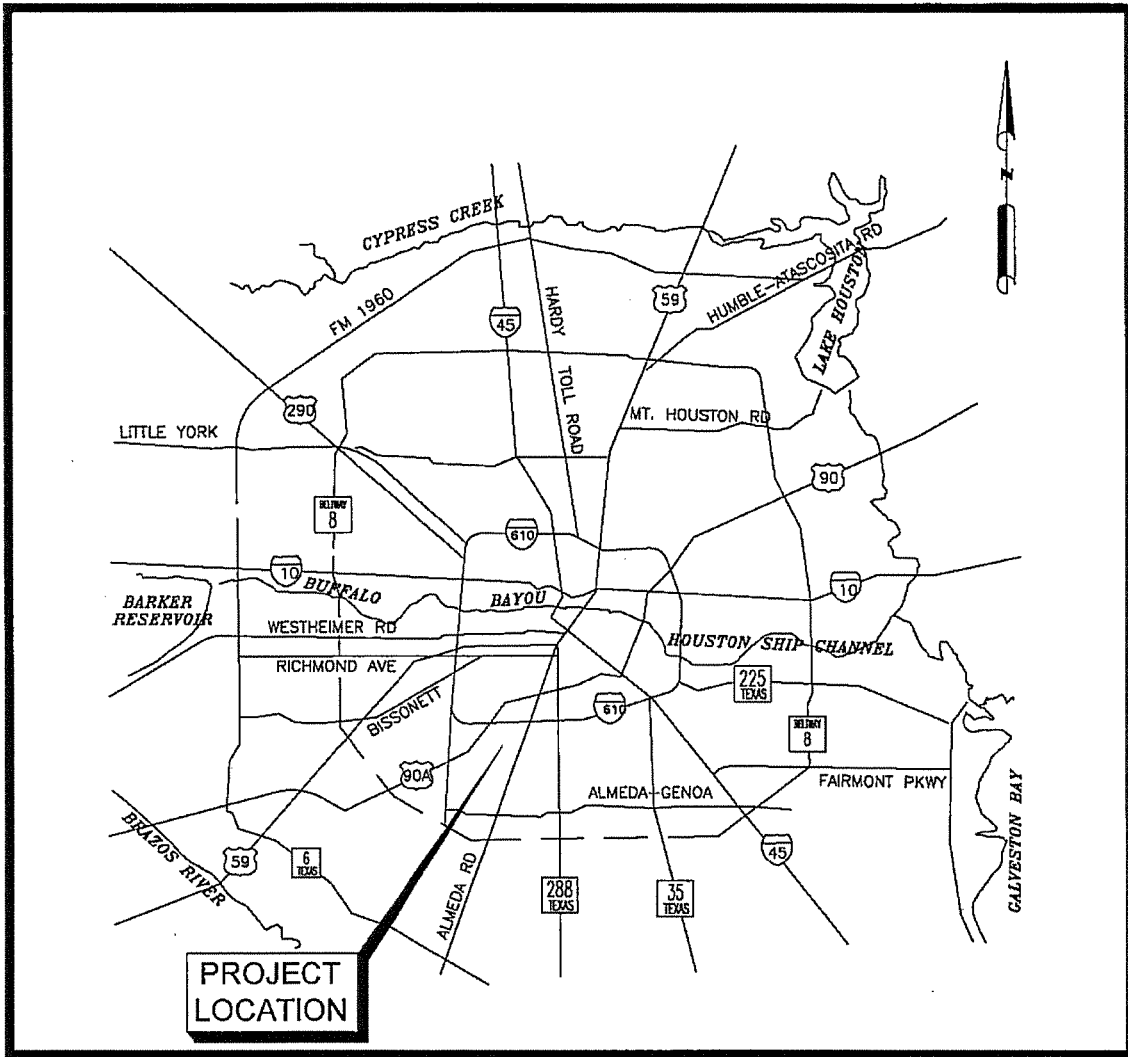 N
CYPRESS CREEK
HUMBLE-ATASCOSITA RD
59
HARDY
TOLL ROAD
45
FM 1960
LAKE HOUSTON
290
MT. HOUSTON RD
LITTLE YORK
90
BELTWAY
8
610
10
BUFFALO
BAYOU
10
BARKER
RESERVOIR
WESTHEIMER RD
HOUSTON SHIP CHANNEL
RICHMOND AVE
225
TEXAS
BISSONETT
610
BELTWAY
8
90A
FAIRMONT PKWY
ALMEDA-GENOA
BRAZOS RIVER
GALVESTON BAY
59
6
TEXAS
45
ALMEDA RD
288
TEXAS
35
TEXAS
PROJECT
LOCATION